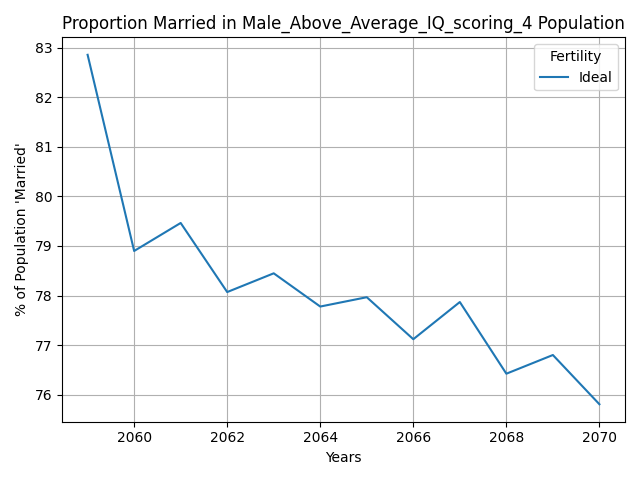 Proportion Married in Male_Above_Average_IQ_scoring_4 Population
83
82
81
80
79
78
77
76
% of Population 'Married'
Fertility
Ideal
2060
2062
2064
2066
2068
2070
Years